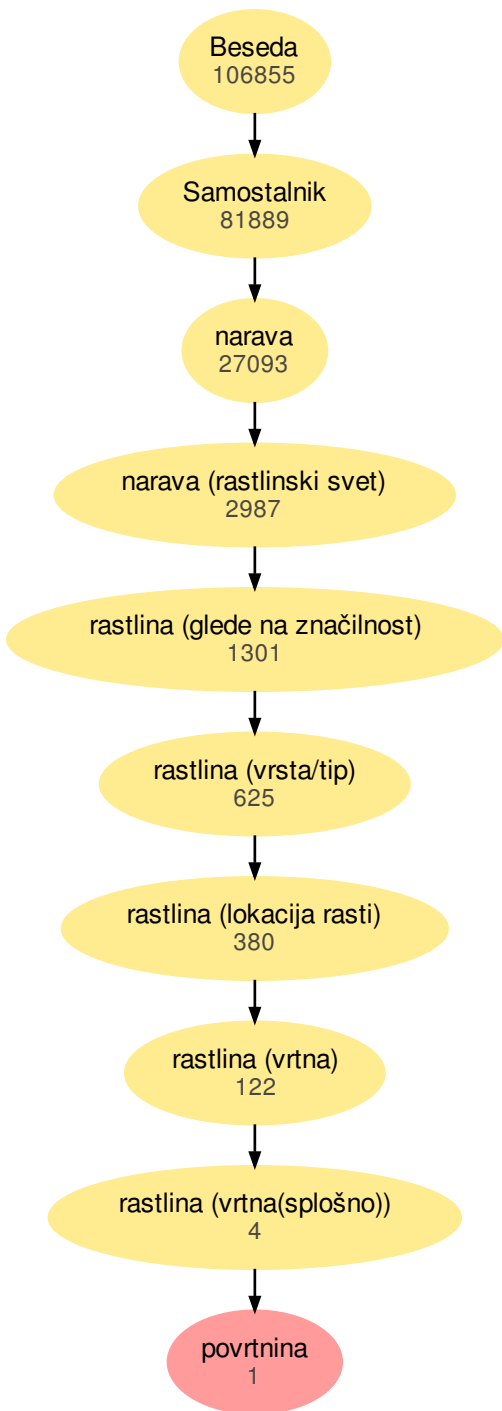 Beseda
106855
Samostalnik
81889
narava
27093
narava (rastlinski svet)
2987
rastlina (glede na značilnost)
1301
rastlina (vrsta/tip)
625
rastlina (lokacija rasti)
380
rastlina (vrtna)
122
rastlina (vrtna(splošno))
4
povrtnina
1